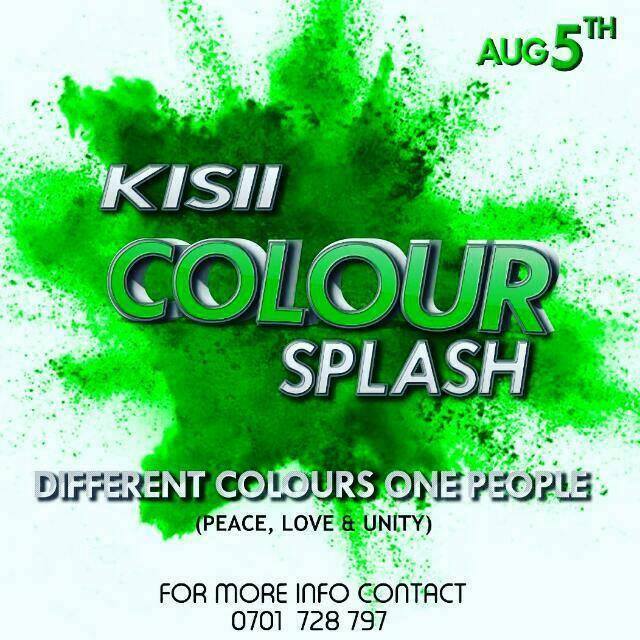 AUG 5TH
KISII
COLOUR
SPLASH
DIFFERENT COLOURS ONE PEOPLE
(PEACE, LOVE & UNITY)
FOR MORE INFO CONTACT
0701 728 797